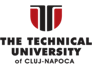 THE TECHNICAL
UNIVERSITY
of CLUJ-NAPOCA